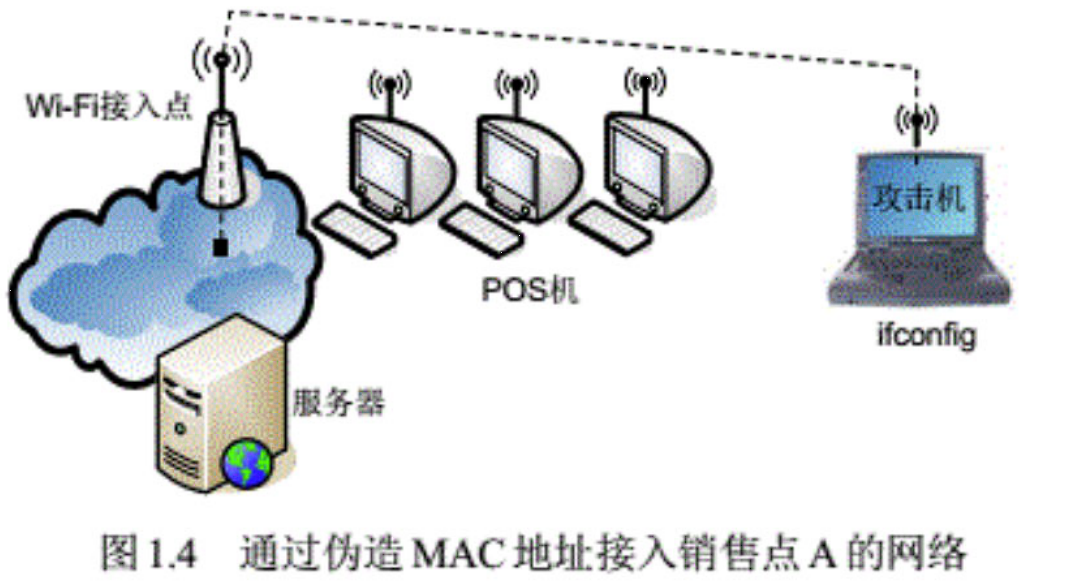 Wi-Fi接入点
攻击机
POS机
ifconfig
服务器
图 1.4 通过伪造 MAC 地址接入销售点 A 的网络